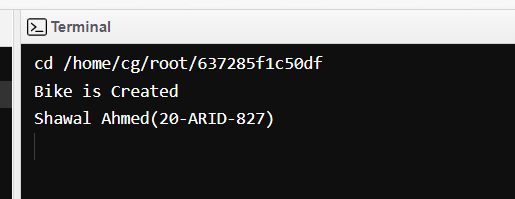 Terminal
cd /home/cg/root/637285f1c50df
Bike is Created
Shawal Ahmed(20-ARID-827)